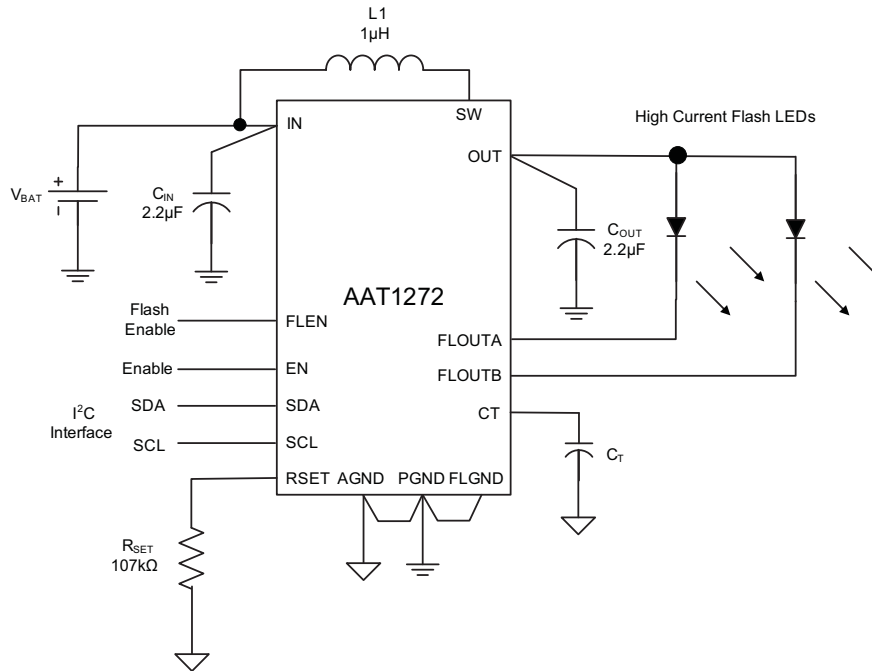 L1
1µH
IN
SW
OUT
High Current Flash LEDs
+
VBAT
CIN
2.2µF
COUT
2.2µF
AAT1272
Flash
Enable
FLEN
FLOUTA
Enable
EN
FLOUTB
I²C
Interface
SDA
SDA
CT
SCL
SCL
CT
RSET
AGND
PGND
FLGND
RSET
107kΩ